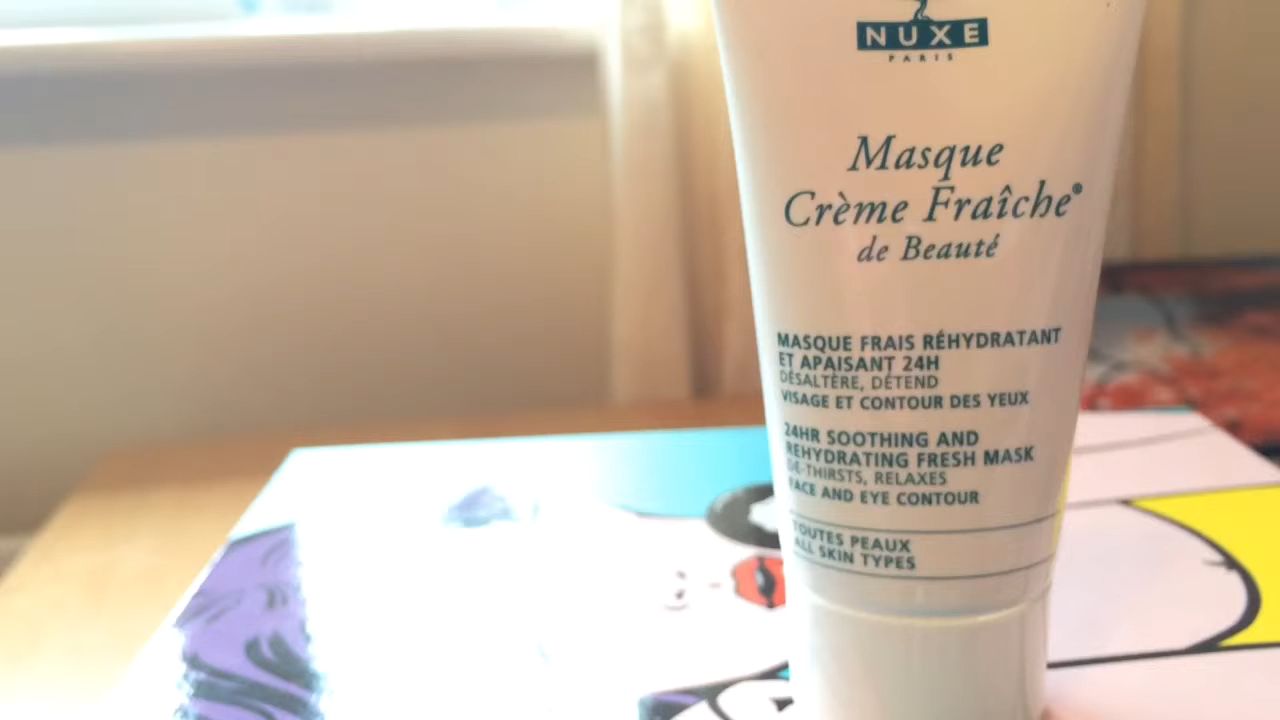 NUXE
PARIS
Masque
Crème Fraîche®
de Beauté
MASQUE FRAIS RÉHYDRATANT
ET APAISANT 24H
DÉSALTÈRE, DÉTEND
VISAGE ET CONTOUR DES YEUX
24HR SOOTHING AND
REHYDRATING FRESH MASK
DE-THIRSTS, RELAXES
FACE AND EYE CONTOUR
TOUTES PEAUX
ALL SKIN TYPES